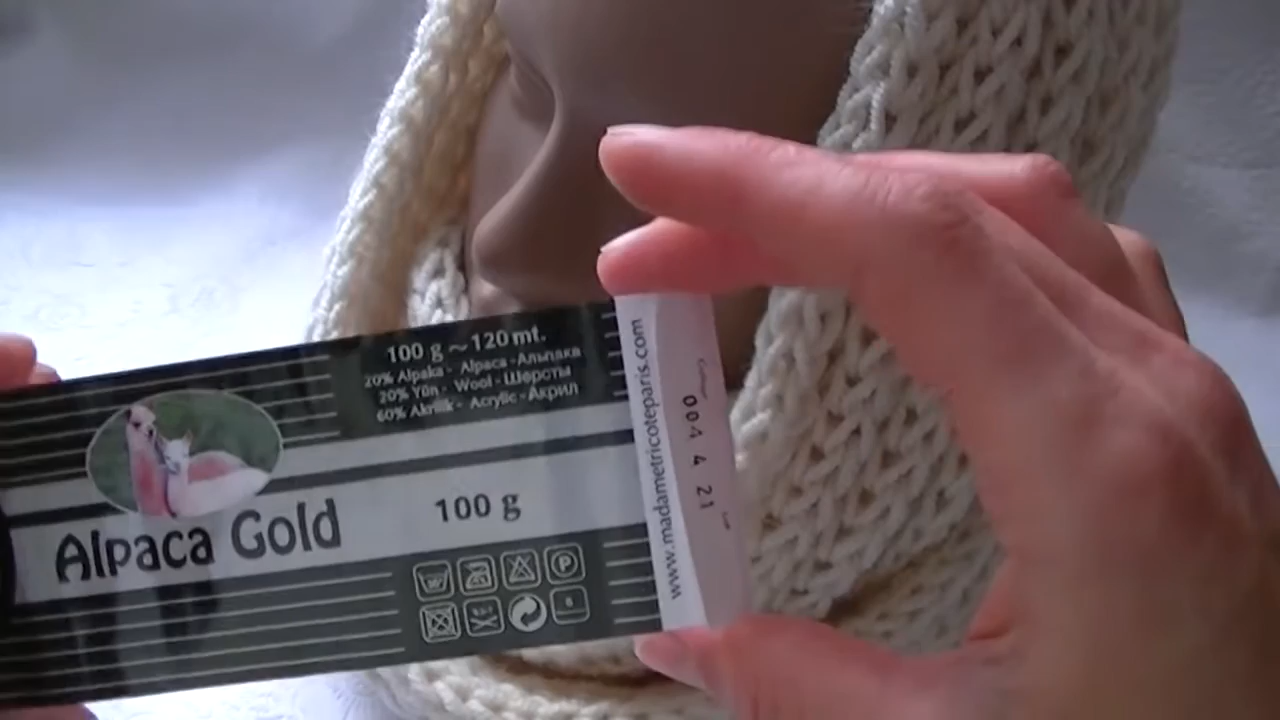 100 g ~ 120 mt.
20% Alpaka - Alpaca - Альпака
20% Yün - Wool - Шерсты
60% Akrilik - Acrylic - Акрил
Alpaca Gold
100 g
P
www.madametricoteparis.com
004 4 21